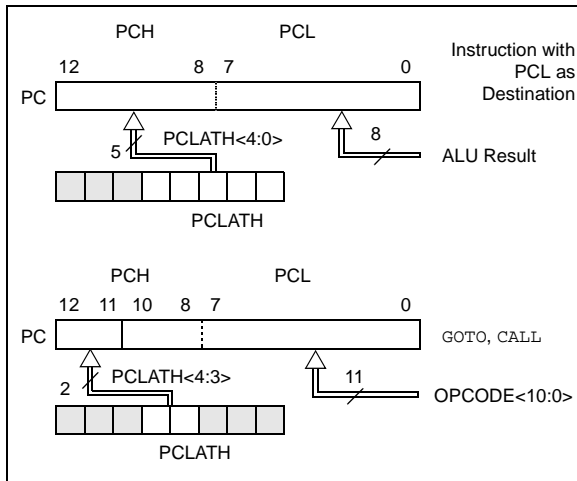 PCH PCL
12 8 7 0
Instruction with
PCL as
Destination
PC
5 PCLATH<4:0>
8
ALU Result
PCLATH
PCH PCL
12 11 10 8 7 0
PC
GOTO, CALL
2 PCLATH<4:3>
11
OPCODE<10:0>
PCLATH